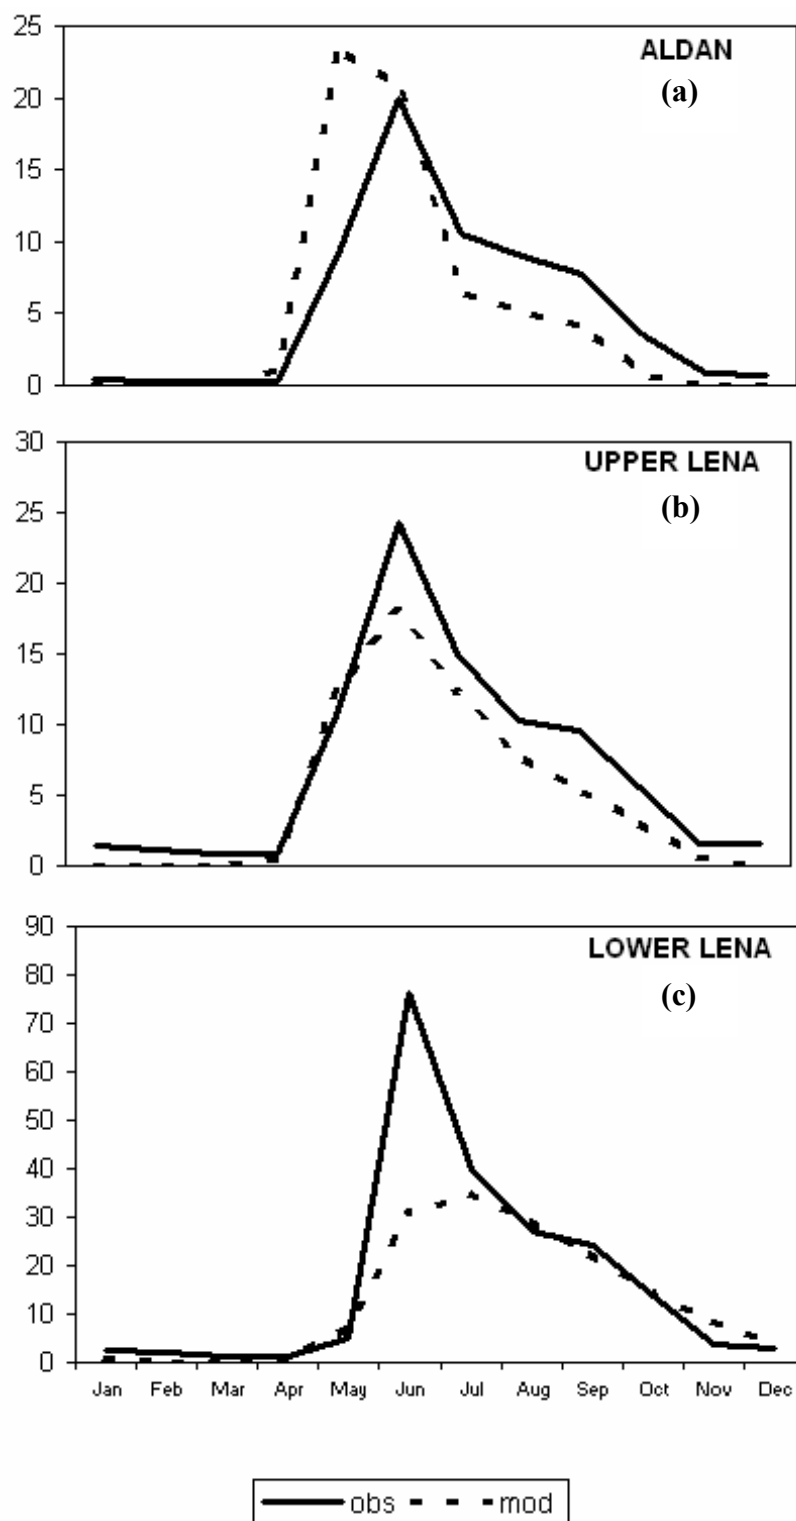 25
ALDAN
(a)
20
15
10
5
0
30
UPPER LENA
(b)
25
20
15
10
5
0
90
LOWER LENA
(c)
80
70
60
50
40
30
20
10
0
Jan Feb Mar Apr May Jun Jul Aug Sep Oct Nov Dec
obs mod